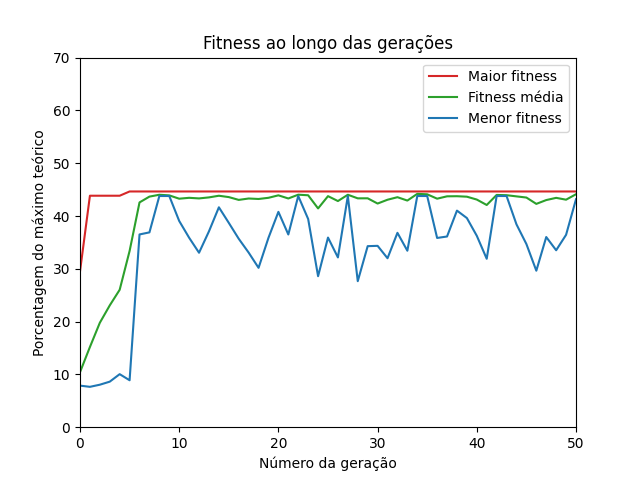 Fitness ao longo das gerações
Maior fitness
Fitness média
Menor fitness
Porcentagem do máximo teórico
70
60
50
40
30
20
10
0
0 10 20 30 40 50
Número da geração